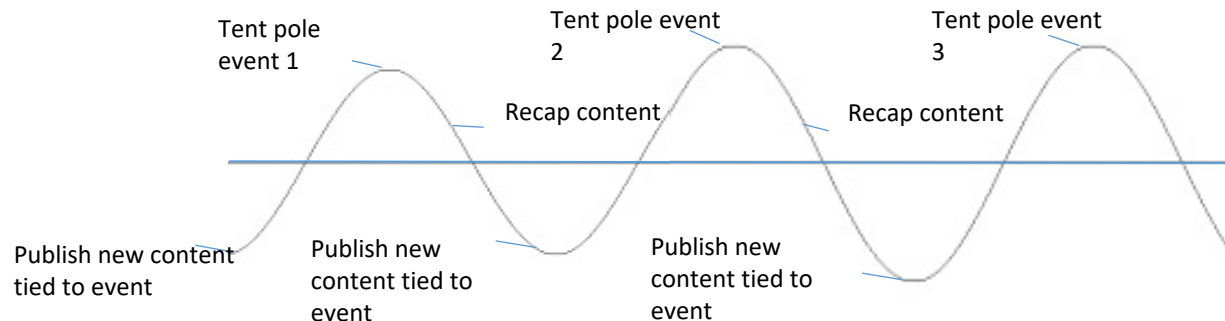 Tent pole
event 1
Tent pole event
2
Tent pole event
3
Recap content
Recap content
Publish new content
tied to event
Publish new
content tied to
event
Publish new
content tied to
event